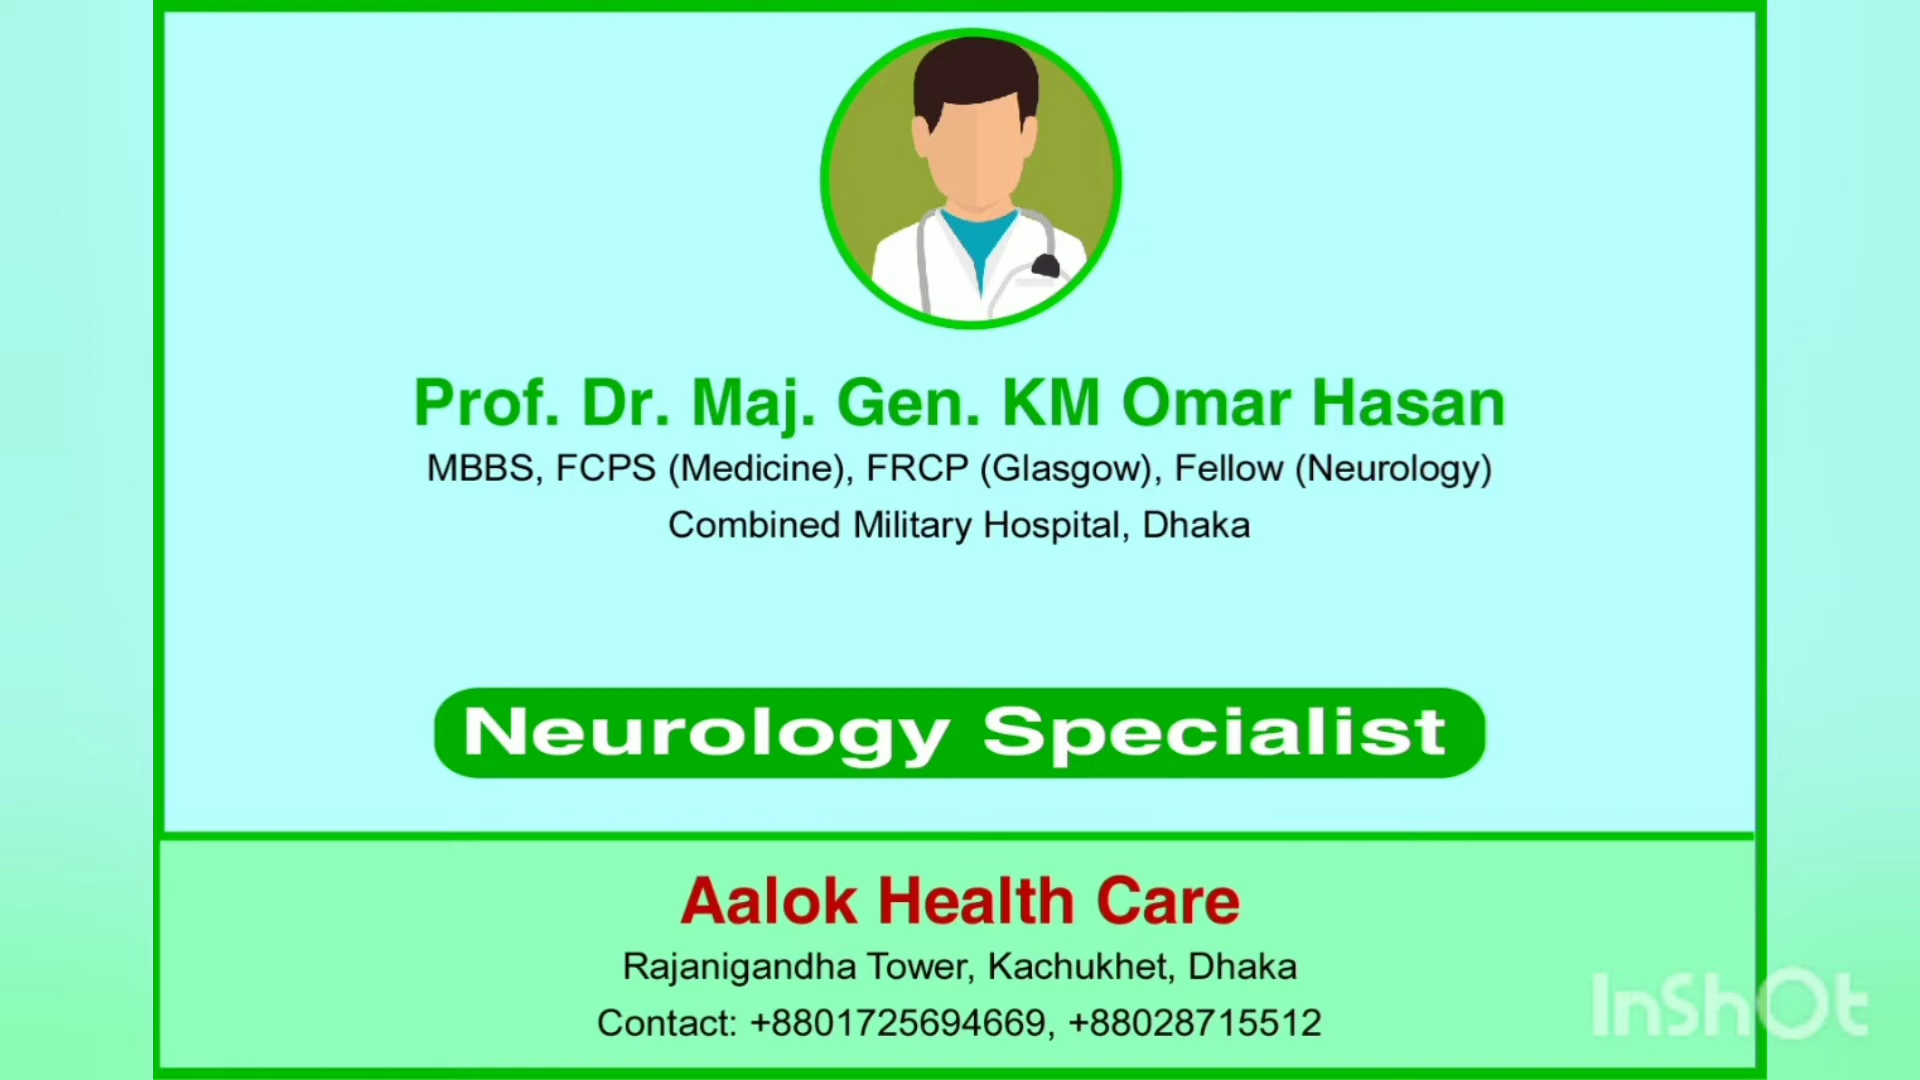 Prof. Dr. Maj. Gen. KM Omar Hasan
MBBS, FCPS (Medicine), FRCP (Glasgow), Fellow (Neurology)
Combined Military Hospital, Dhaka
Neurology Specialist
Aalok Health Care
Rajanigandha Tower, Kachukhet, Dhaka
Contact: +8801725694669, +88028715512
InShOt